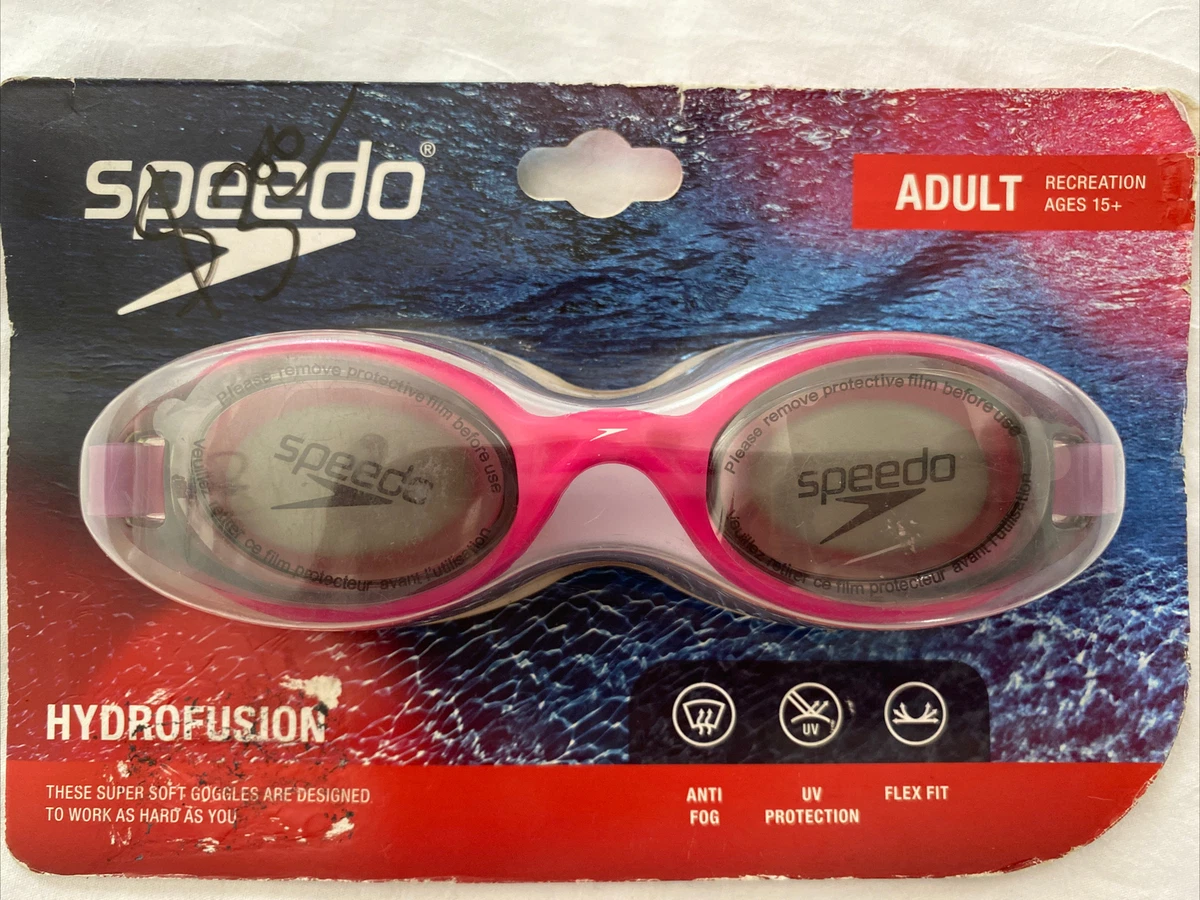 speedo®
ADULT
RECREATION
AGES 15+
Please remove protective film before use
speedo
Veuillez retirer ce film protecteur avant l'utilisation
Please remove protective film before use
speedo
Veuillez retirer ce film protecteur avant l'utilisation
HYDROFUSION
THESE SUPER SOFT GOGGLES ARE DESIGNED
TO WORK AS HARD AS YOU
UV
ANTI
FOG
UV
PROTECTION
FLEX FIT